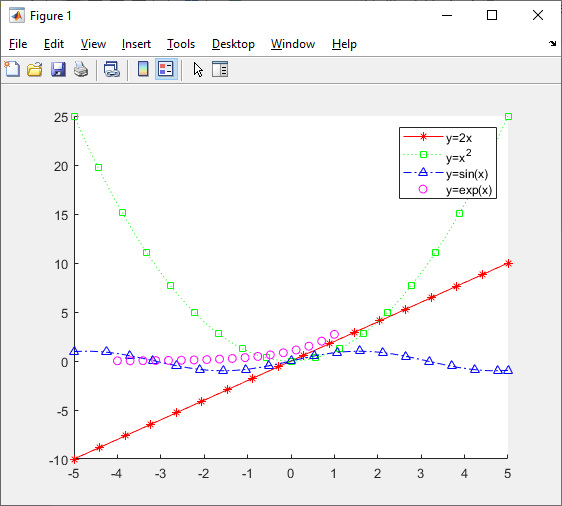 Figure 1
File Edit View Insert Tools Desktop Window Help
25
20
15
10
5
0
-5
-10
-5 -4 -3 -2 -1 0 1 2 3 4 5
y=2x
y=x²
y=sin(x)
y=exp(x)